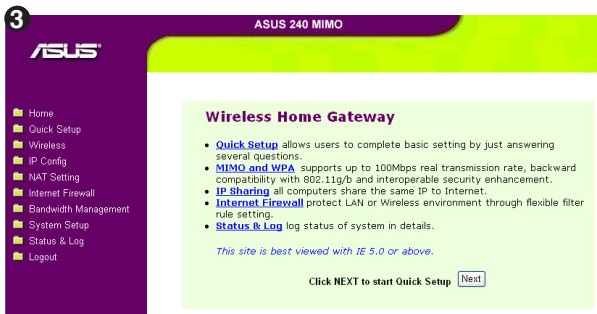 3
ASUS 240 MIMO
ASUS
Home
Quick Setup
Wireless
IP Config
NAT Setting
Internet Firewall
Bandwidth Management
System Setup
Status & Log
Logout
Wireless Home Gateway
• Quick Setup allows users to complete basic setting by just answering
several questions.
• MIMO and WPA supports up to 100Mbps real transmission rate, backward
compatibility with 802.11g/b and interoperable security enhancement.
• IP Sharing all computers share the same IP to Internet.
• Internet Firewall protect LAN or Wireless environment through flexible filter
rule setting.
• Status & Log log status of system in details.
This site is best viewed with IE 5.0 or above.
Click NEXT to start Quick Setup Next